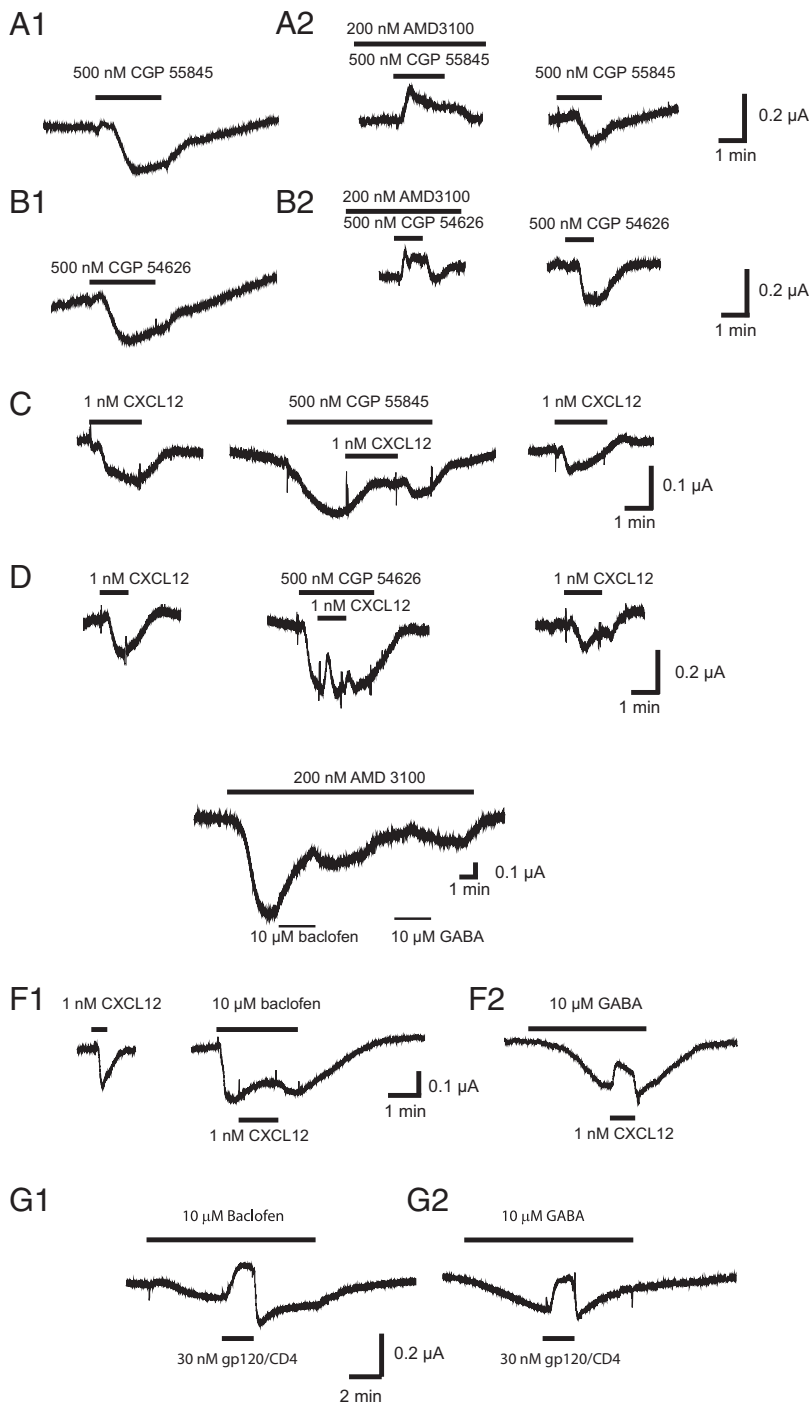 A1
500 nM CGP 55845
A2
200 nM AMD3100
500 nM CGP 55845
500 nM CGP 55845
0.2 µA
1 min
B1
500 nM CGP 54626
B2
200 nM AMD3100
500 nM CGP 54626
500 nM CGP 54626
0.2 µA
1 min
C
1 nM CXCL12
500 nM CGP 55845
1 nM CXCL12
1 nM CXCL12
0.1 µA
1 min
D
1 nM CXCL12
500 nM CGP 54626
1 nM CXCL12
1 nM CXCL12
0.2 µA
1 min
200 nM AMD 3100
0.1 µA
1 min
10 µM baclofen
10 µM GABA
F1
1 nM CXCL12
10 µM baclofen
0.1 µA
1 min
1 nM CXCL12
F2
10 µM GABA
1 nM CXCL12
G1
10 µM Baclofen
30 nM gp120/CD4
0.2 µA
2 min
G2
10 µM GABA
30 nM gp120/CD4